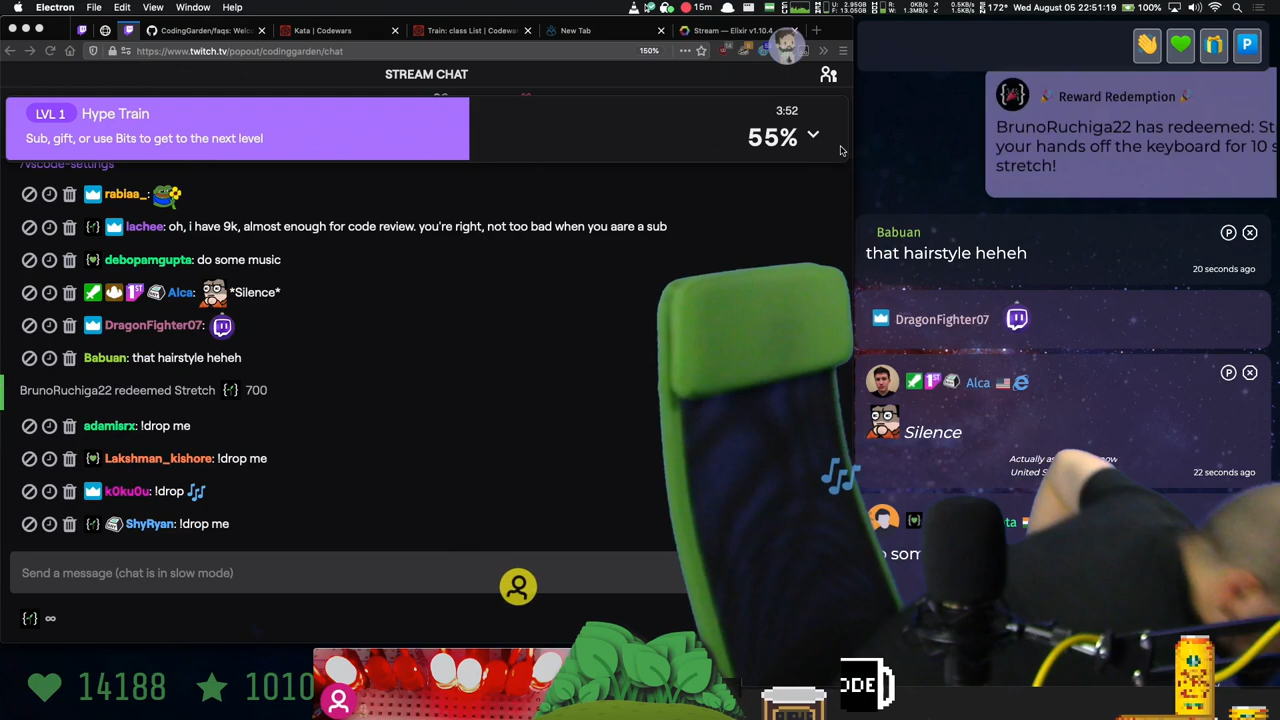 Electron File Edit View Window Help
15m
172° Wed August 05 22:51:19 100%
CodingGarden/faqs: Welc
Kata | Codewars
Train: class List | Codewar
New Tab
Stream — Elixir v1.10.4
https://www.twitch.tv/popout/codinggarden/chat
150%
STREAM CHAT
LVL 1 Hype Train
Sub, gift, or use Bits to get to the next level
3:52
55%
/vscode-settings
rabiaa_:
lachee: oh, i have 9k, almost enough for code review. you're right, not too bad when you aare a sub
debopamgupta: do some music
Alca: *Silence*
DragonFighter07:
Babuan: that hairstyle heheh
BrunoRuchiga22 redeemed Stretch 700
adamlsrx: !drop me
Lakshman_kishore: !drop me
k0ku0u: !drop 🎶
ShyRyan: !drop me
Send a message (chat is in slow mode)
∞
14188
1010
🎉 Reward Redemption 🎉
BrunoRuchiga22 has redeemed: St
your hands off the keyboard for 10 s
stretch!
Babuan
that hairstyle heheh
20 seconds ago
DragonFighter07
Alca
Silence
22 seconds ago
ODE